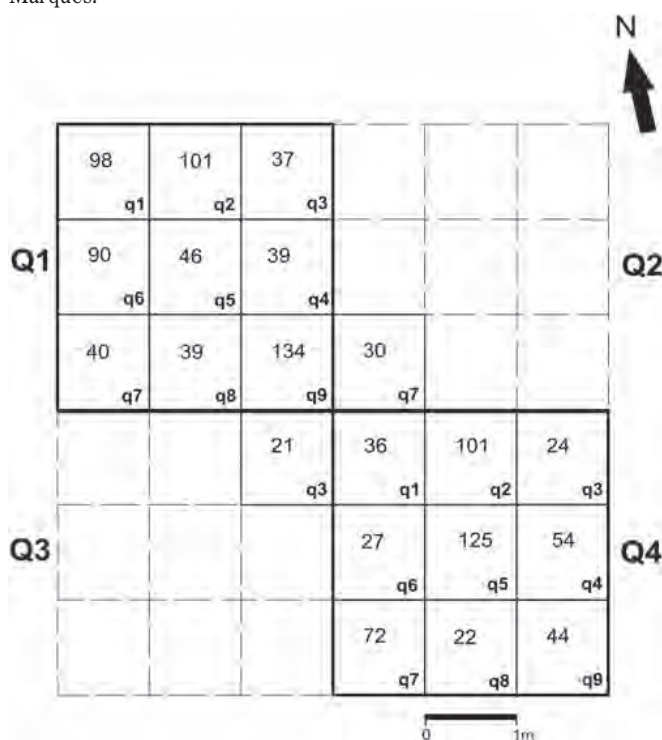 Marques.
N
98 101 37
q1 q2 q3
Q1 90 46 39 Q2
q6 q5 q4
40 39 134 30
q7 q8 q9 q7
21 36 101 24
q3 q1 q2 q3
Q3 27 125 54 Q4
q6 q5 q4
72 22 44
q7 q8 q9
0 1m